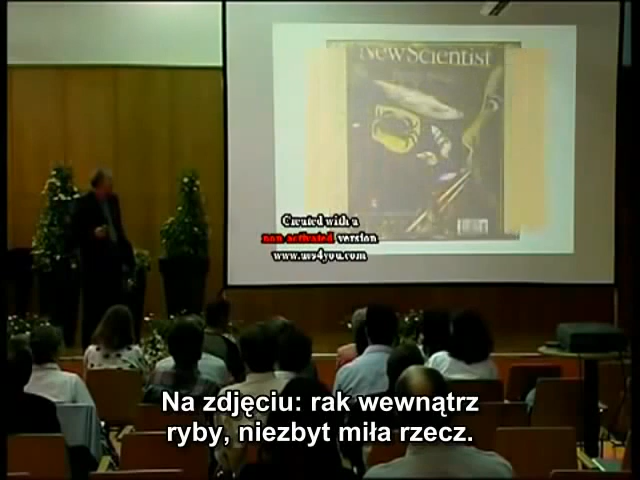 NewScientist
Created with a
non-activated version
www.avs4you.com
Na zdjęciu: rak wewnątrz
ryby, niezbyt miła rzecz.